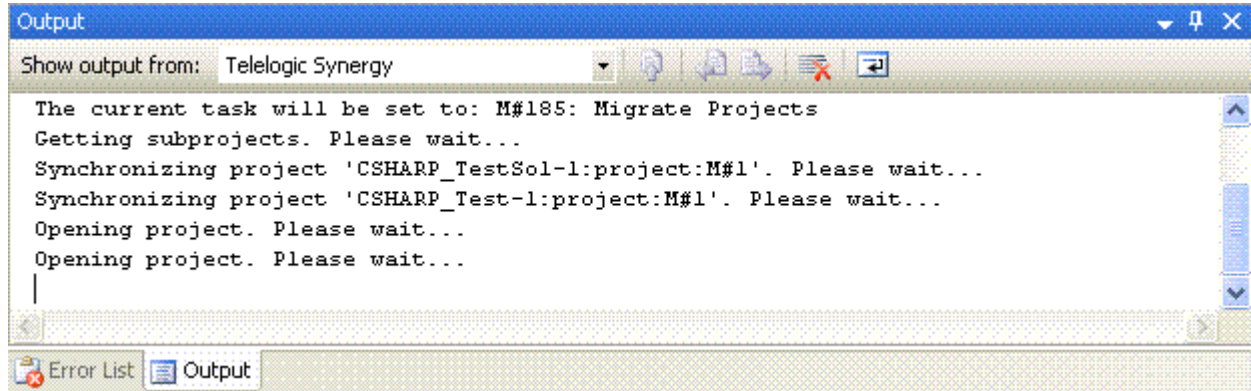 Output
Show output from: Telelogic Synergy
The current task will be set to: M#185: Migrate Projects
Getting subprojects. Please wait...
Synchronizing project 'CSHARP_TestSol-1:project:M#1'. Please wait...
Synchronizing project 'CSHARP_Test-1:project:M#1'. Please wait...
Opening project. Please wait...
Opening project. Please wait...
Error List Output